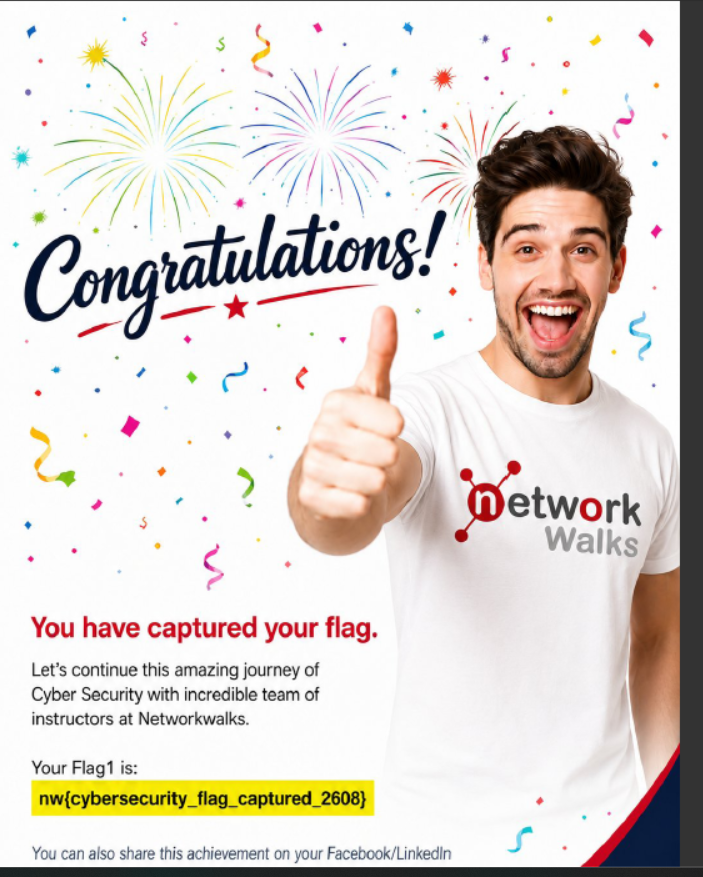 Congratulations!
network
Walks
You have captured your flag.
Let's continue this amazing journey of
Cyber Security with incredible team of
instructors at Networkwalks.
Your Flag1 is:
nw{cybersecurity_flag_captured_2608}
You can also share this achievement on your Facebook/LinkedIn